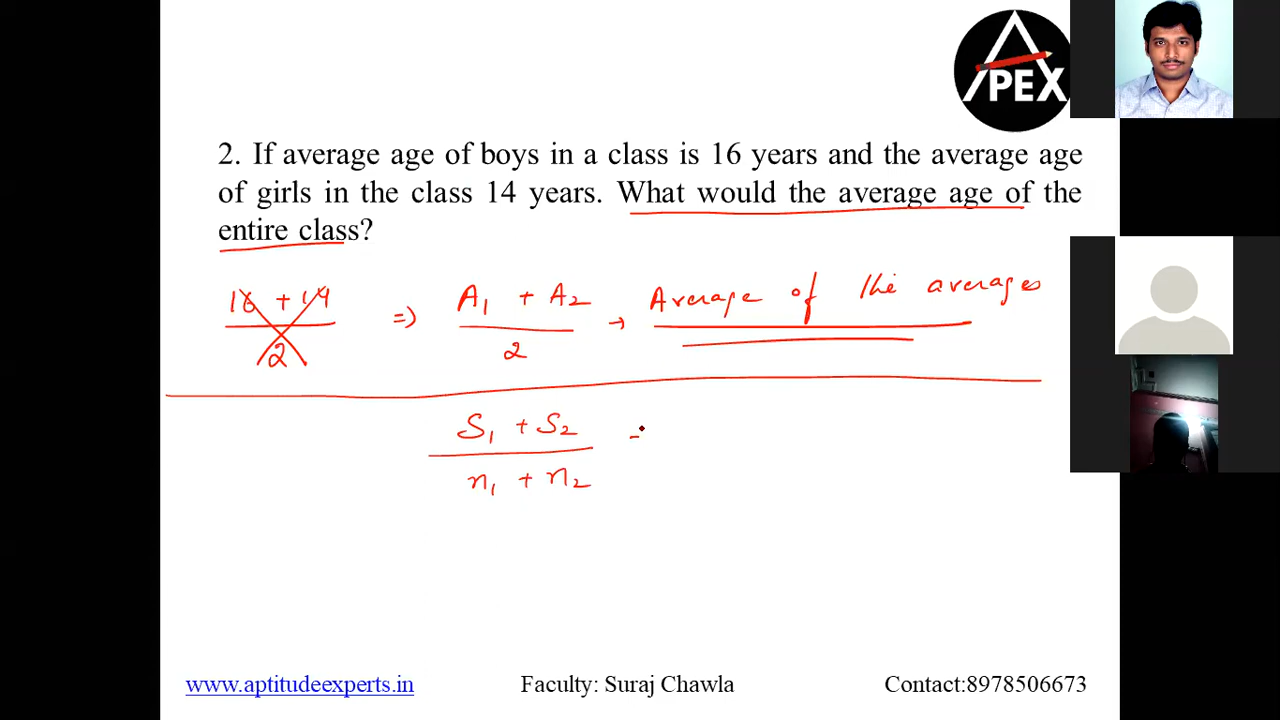 APEX
2. If average age of boys in a class is 16 years and the average age
of girls in the class 14 years. What would the average age of the
entire class?
16 + 14 / 2 => A1 + A2 / 2 → Average of the averages
S1 + S2 / n1 + n2 =
www.aptitudeexperts.in Faculty: Suraj Chawla Contact:8978506673